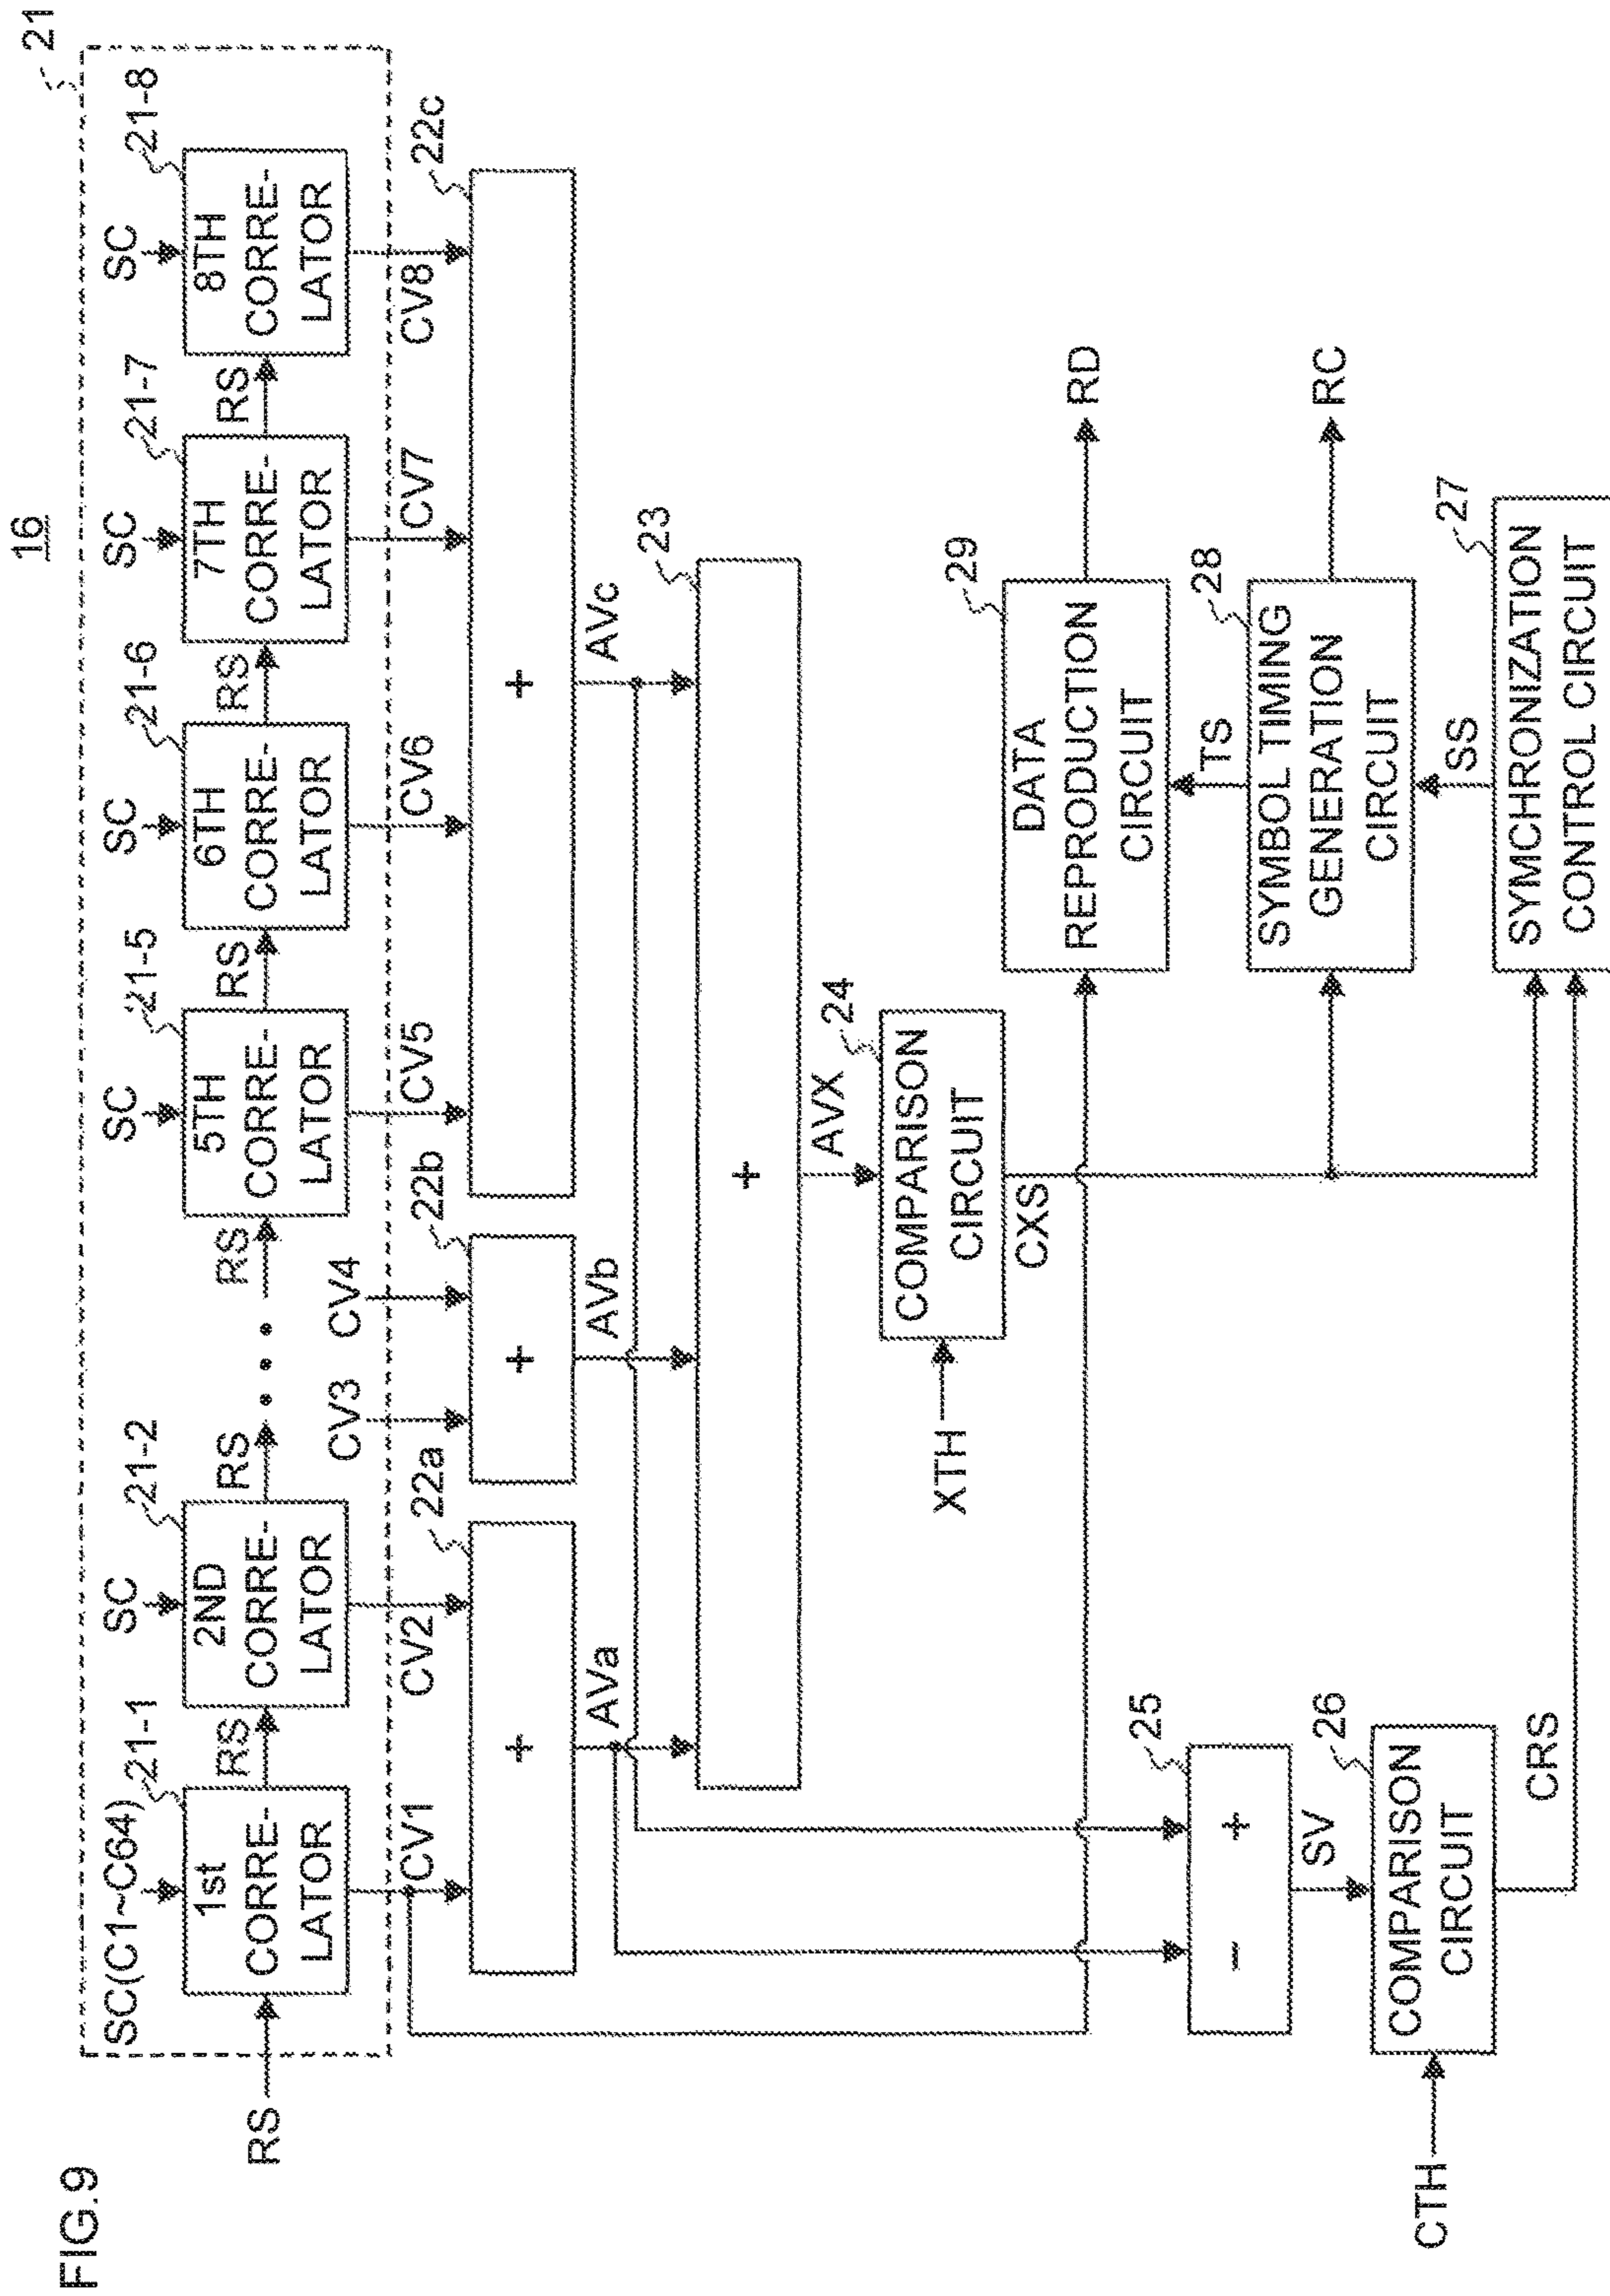 FIG.9
16
21
SC(C1~C64)
21-1
SC
21-2
SC
21-5
SC
21-6
SC
21-7
SC
21-8
RS
1st
CORRE-
LATOR
RS
2ND
CORRE-
LATOR
RS
• • •
RS
5TH
CORRE-
LATOR
RS
6TH
CORRE-
LATOR
RS
7TH
CORRE-
LATOR
RS
8TH
CORRE-
LATOR
CV1
CV2
CV3
CV4
CV5
CV6
CV7
CV8
22a
22b
22c
+
+
+
AVa
AVb
AVc
23
+
AVX
24
XTH
COMPARISON
CIRCUIT
CXS
29
DATA
REPRODUCTION
CIRCUIT
RD
TS
25
−
+
28
SYMBOL TIMING
GENERATION
CIRCUIT
RC
SV
SS
26
CTH
COMPARISON
CIRCUIT
CRS
27
SYMCHRONIZATION
CONTROL CIRCUIT